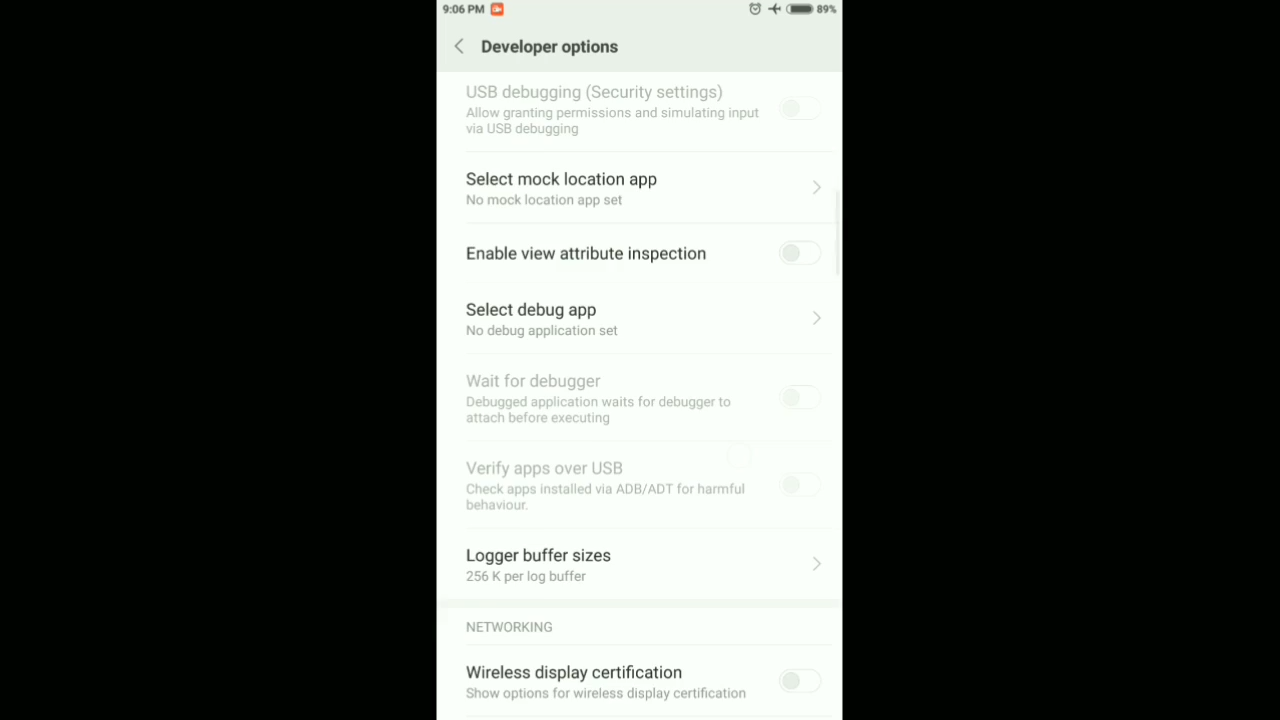 9:06 PM
89%
Developer options
USB debugging (Security settings)
Allow granting permissions and simulating input
via USB debugging
Select mock location app
No mock location app set
Enable view attribute inspection
Select debug app
No debug application set
Wait for debugger
Debugged application waits for debugger to
attach before executing
Verify apps over USB
Check apps installed via ADB/ADT for harmful
behaviour.
Logger buffer sizes
256 K per log buffer
NETWORKING
Wireless display certification
Show options for wireless display certification